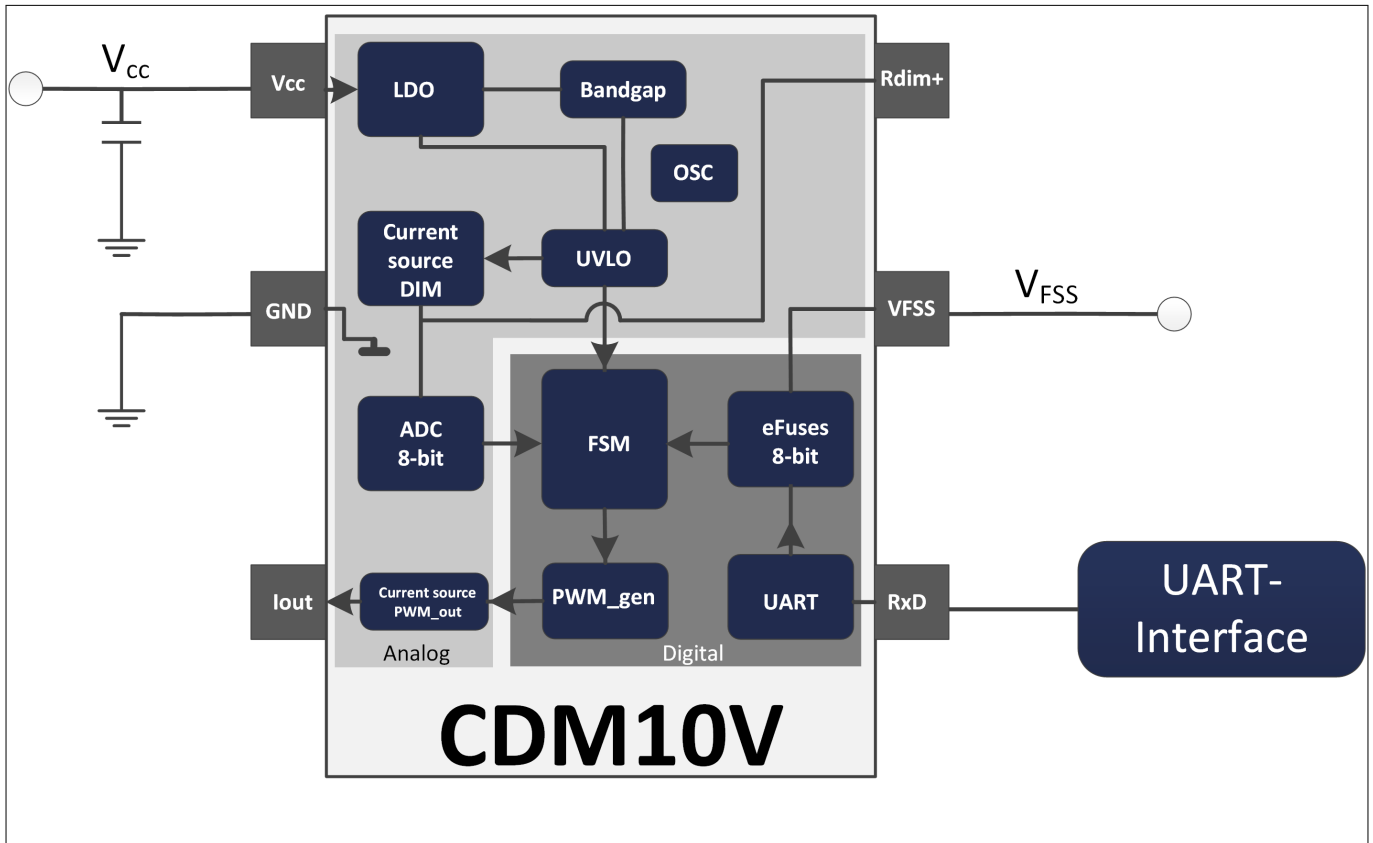 Vcc
Vcc
LDO
Bandgap
Rdim+
OSC
Current
source
DIM
UVLO
GND
VFSS
VFSS
ADC
8-bit
FSM
eFuses
8-bit
Iout
Current source
PWM_out
PWM_gen
UART
RxD
UART-
Interface
Analog
Digital
CDM10V